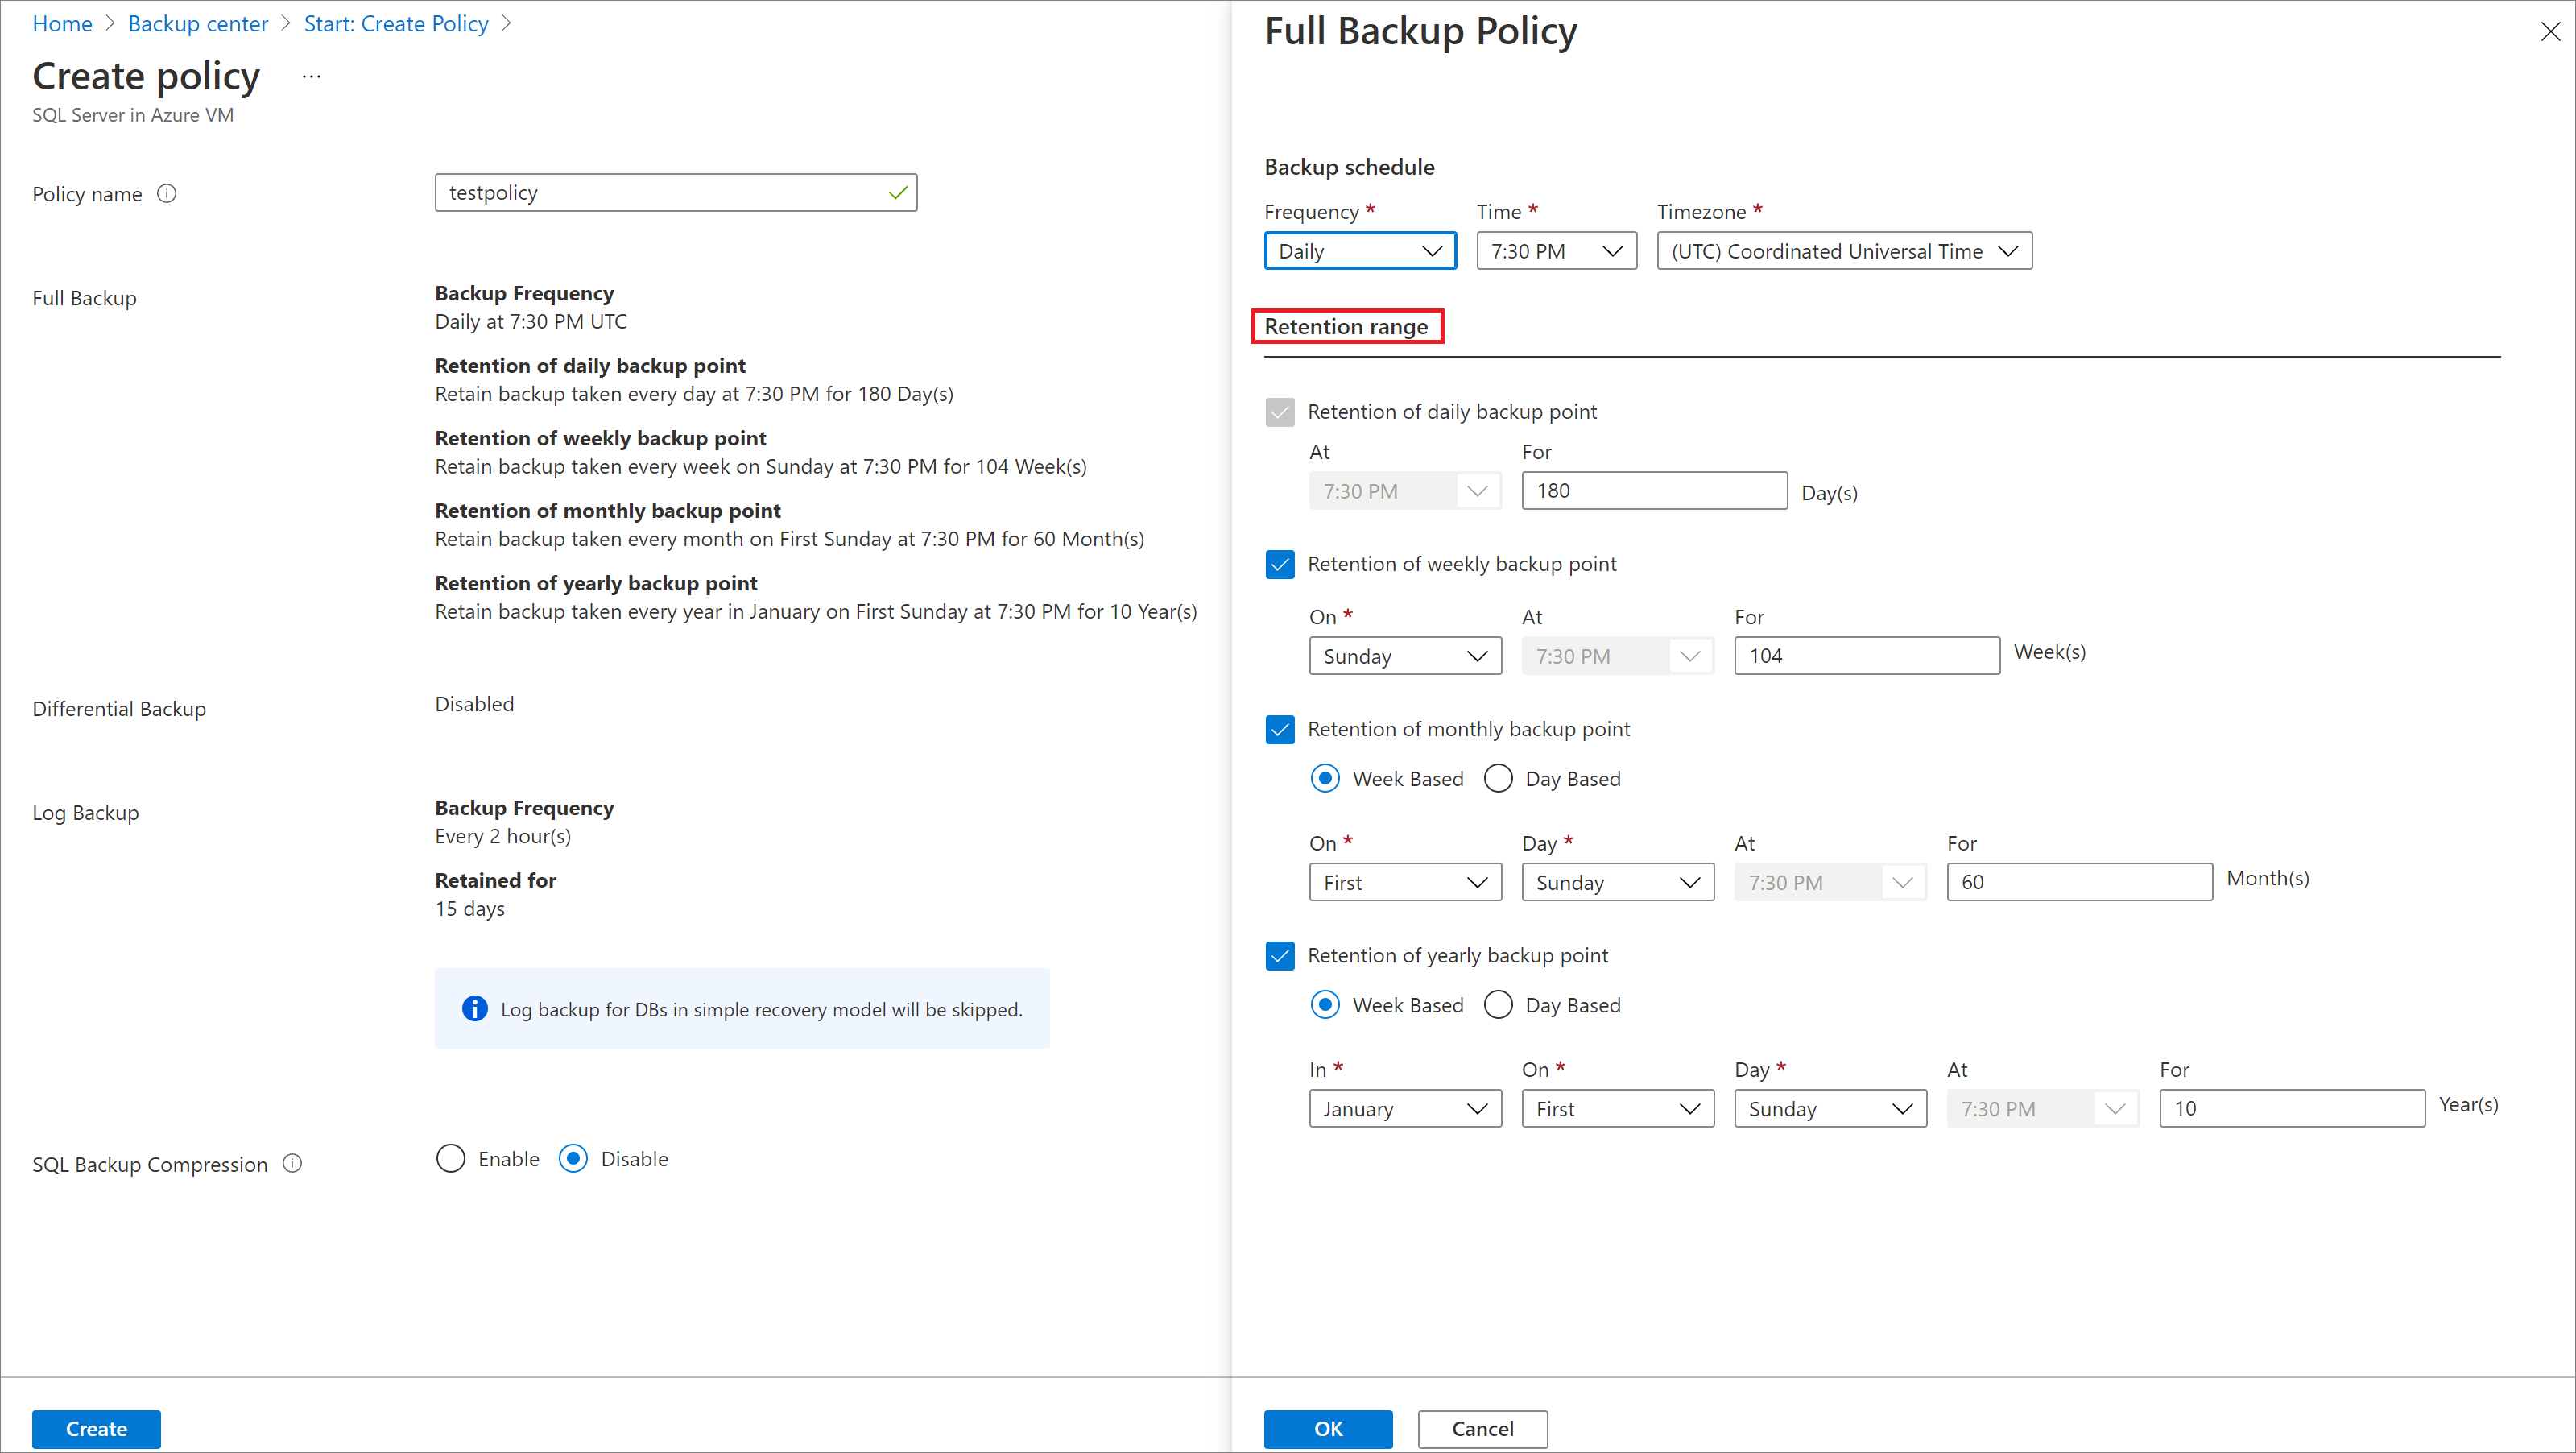 Home > Backup center > Start: Create Policy >
Create policy ...
SQL Server in Azure VM
Policy name
testpolicy
Full Backup
Backup Frequency
Daily at 7:30 PM UTC
Retention of daily backup point
Retain backup taken every day at 7:30 PM for 180 Day(s)
Retention of weekly backup point
Retain backup taken every week on Sunday at 7:30 PM for 104 Week(s)
Retention of monthly backup point
Retain backup taken every month on First Sunday at 7:30 PM for 60 Month(s)
Retention of yearly backup point
Retain backup taken every year in January on First Sunday at 7:30 PM for 10 Year(s)
Differential Backup
Disabled
Log Backup
Backup Frequency
Every 2 hour(s)
Retained for
15 days
Log backup for DBs in simple recovery model will be skipped.
SQL Backup Compression
Enable Disable
Create
Full Backup Policy
Backup schedule
Frequency * Time * Timezone *
Daily 7:30 PM (UTC) Coordinated Universal Time
Retention range
Retention of daily backup point
At For
7:30 PM 180 Day(s)
Retention of weekly backup point
On * At For
Sunday 7:30 PM 104 Week(s)
Retention of monthly backup point
Week Based Day Based
On * Day * At For
First Sunday 7:30 PM 60 Month(s)
Retention of yearly backup point
Week Based Day Based
In * On * Day * At For
January First Sunday 7:30 PM 10 Year(s)
OK Cancel